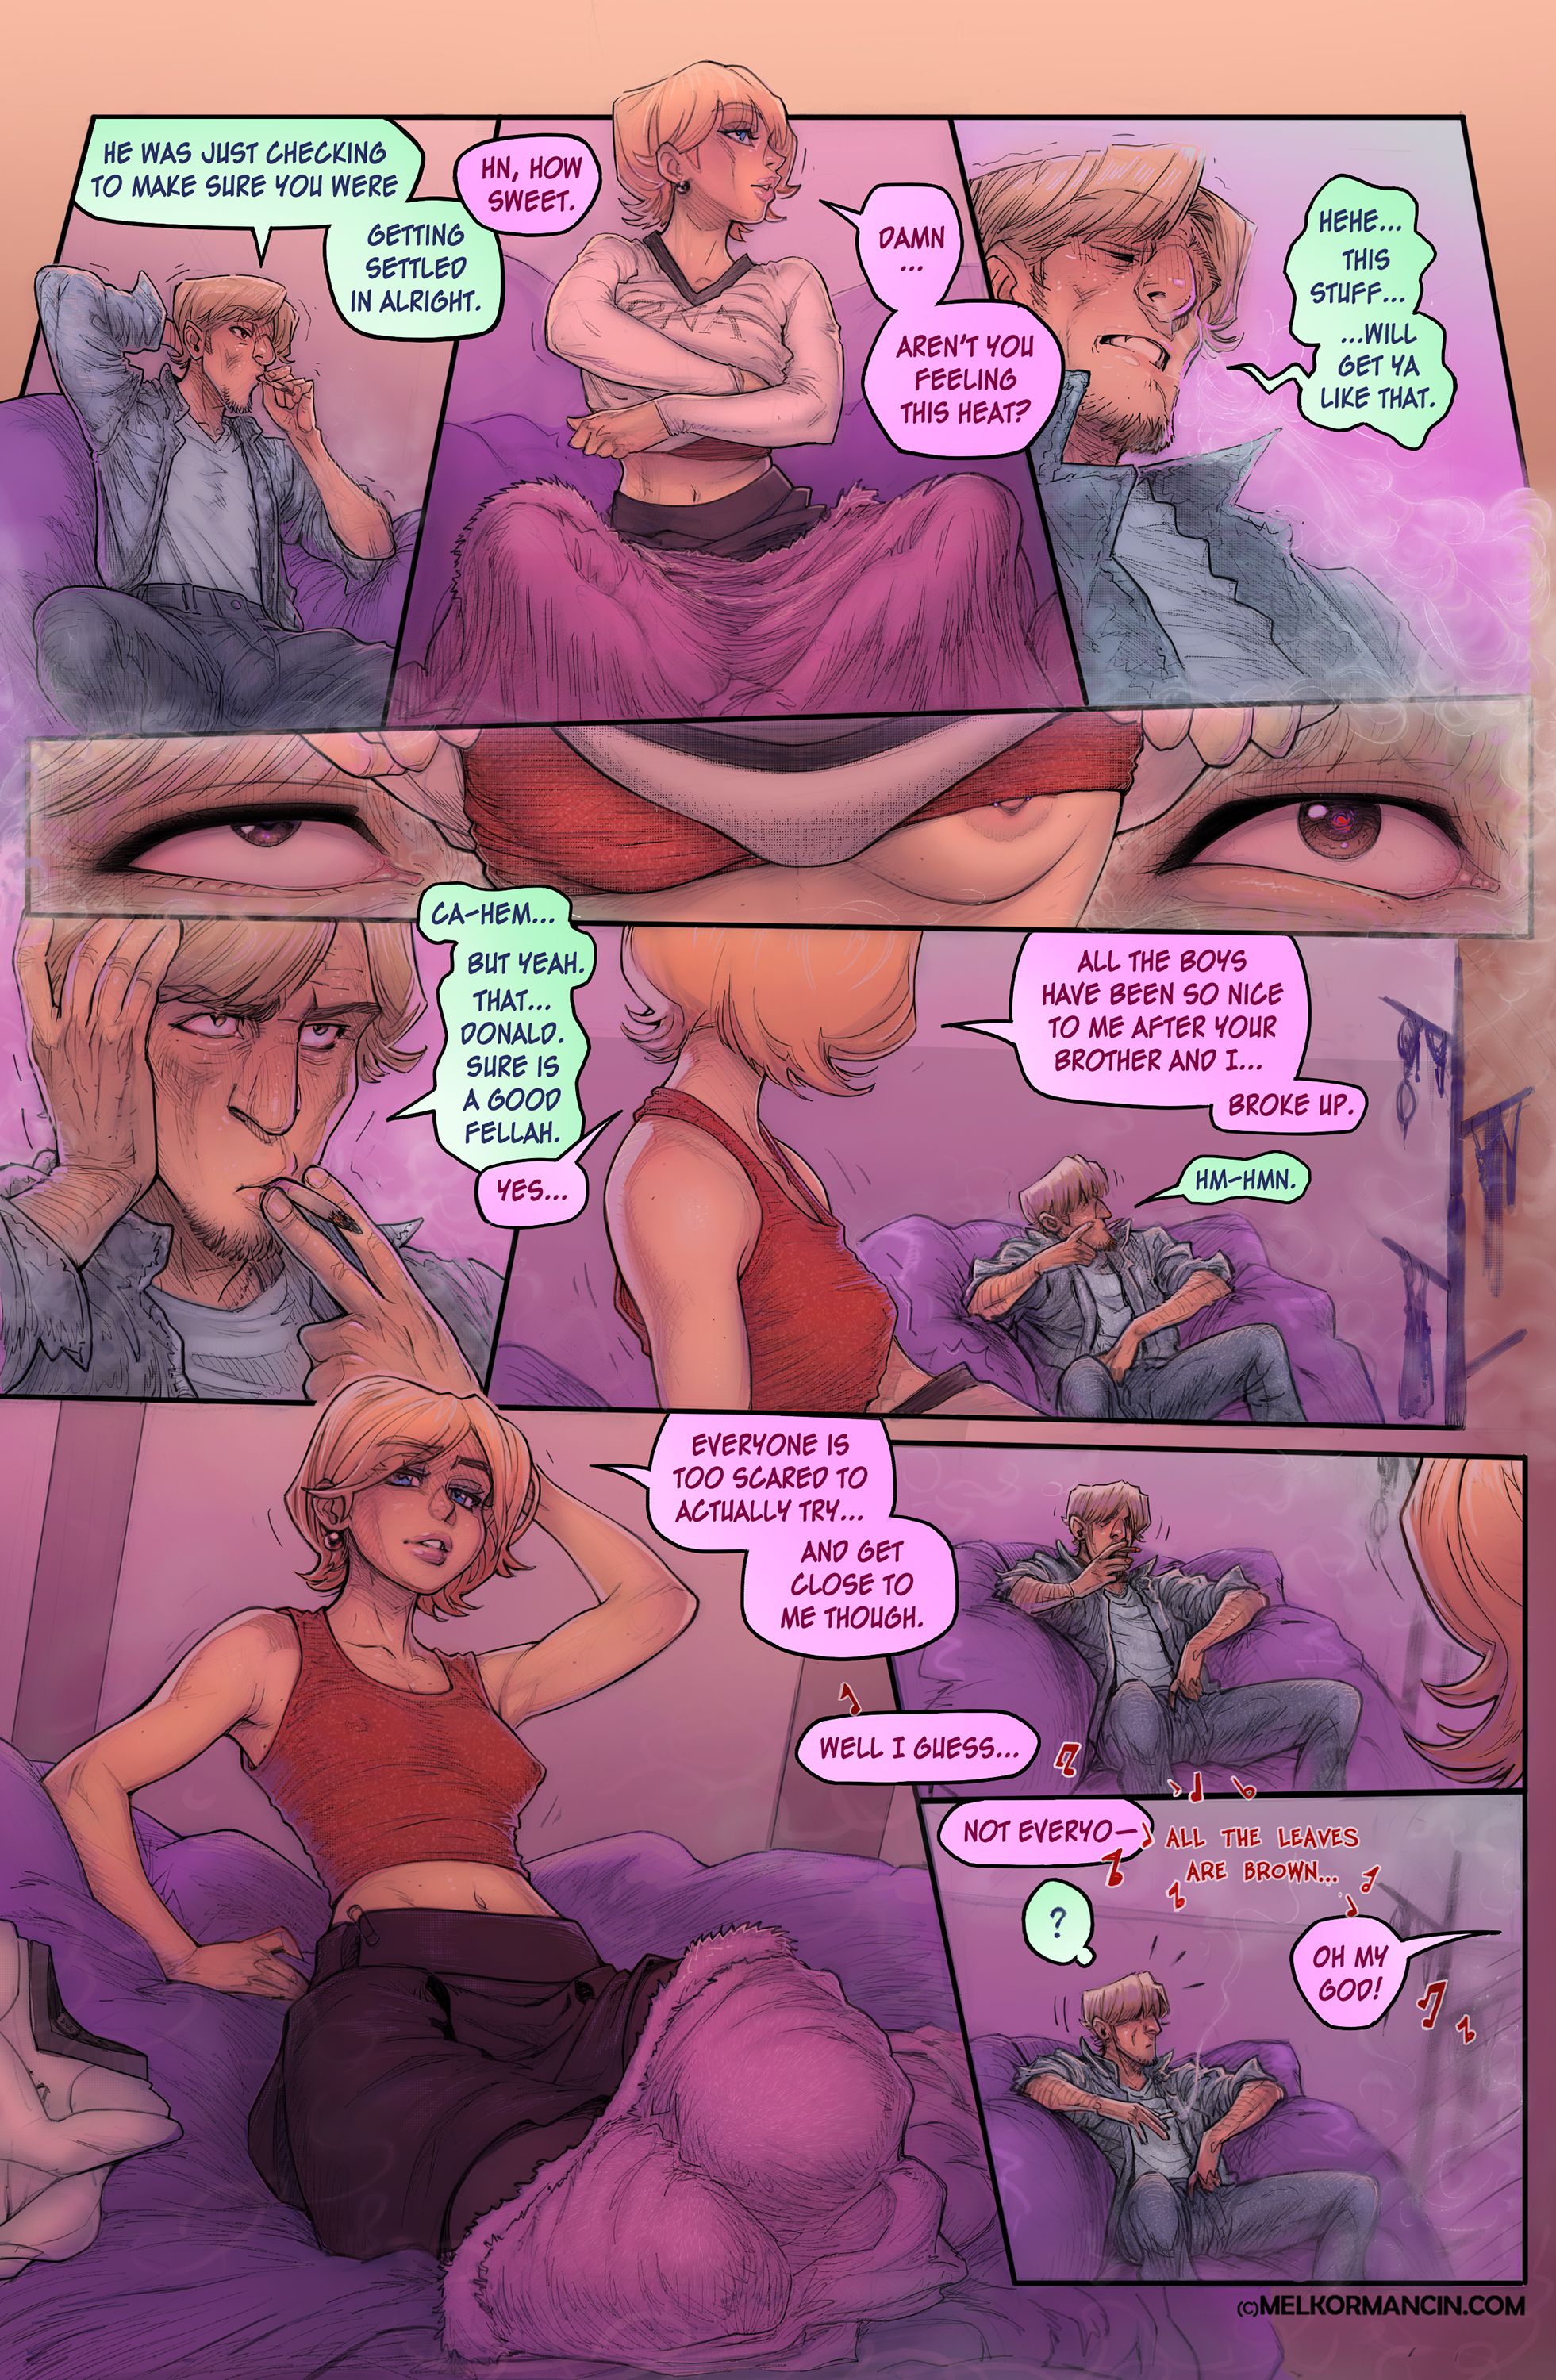 HE WAS JUST CHECKING
TO MAKE SURE YOU WERE
GETTING
SETTLED
IN ALRIGHT.
HN, HOW
SWEET.
DAMN
...
AREN'T YOU
FEELING
THIS HEAT?
HEHE...
THIS
STUFF...
...WILL
GET YA
LIKE THAT.
CA-HEM...
BUT YEAH.
THAT...
DONALD.
SURE IS
A GOOD
FELLAH.
YES...
ALL THE BOYS
HAVE BEEN SO NICE
TO ME AFTER YOUR
BROTHER AND I...
BROKE UP.
HM-HMN.
EVERYONE IS
TOO SCARED TO
ACTUALLY TRY...
AND GET
CLOSE TO
ME THOUGH.
WELL I GUESS...
NOT EVERYO—
ALL THE LEAVES
ARE BROWN...
?
OH MY
GOD!
(C)MELKORMANCIN.COM